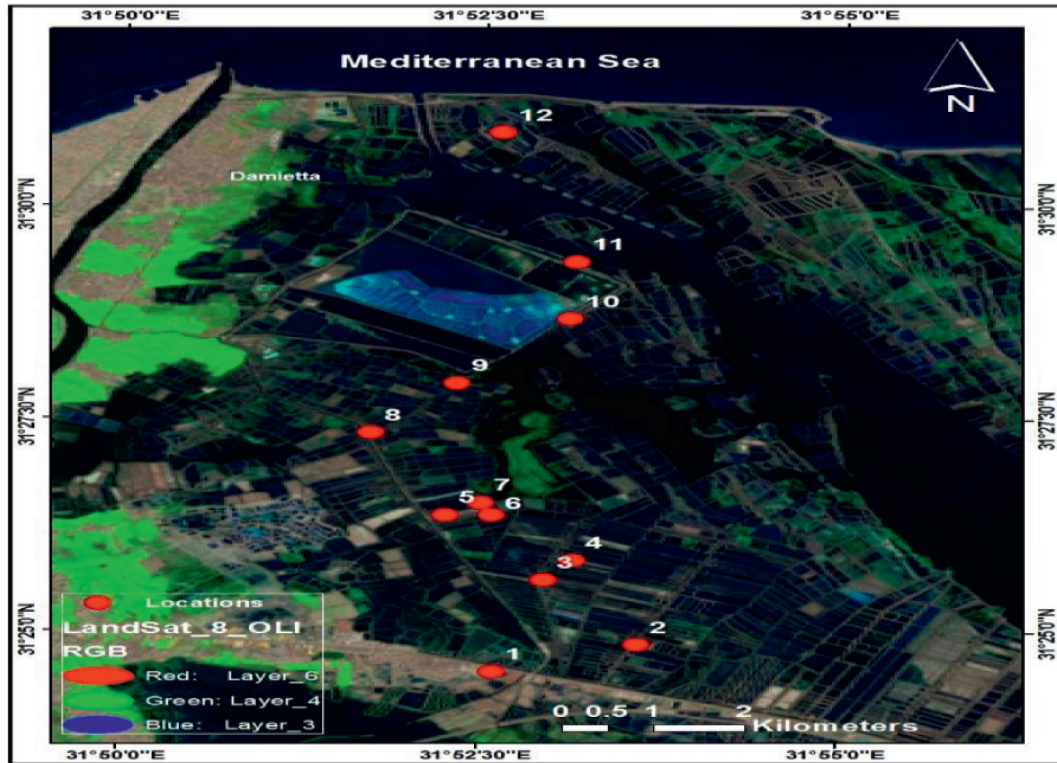 31°50'0"E 31°52'30"E 31°55'0"E
Mediterranean Sea
N
12
Damietta
31°30'0"N 31°30'0"N
11
10
9
8
31°27'30"N 31°27'30"N
7
5 6
4
3
Locations
LandSat_8_OLI
RGB
Red: Layer_6
Green: Layer_4
Blue: Layer_3
31°25'0"N 31°25'0"N
2
1
0 0.5 1 2
Kilometers
31°50'0"E 31°52'30"E 31°55'0"E